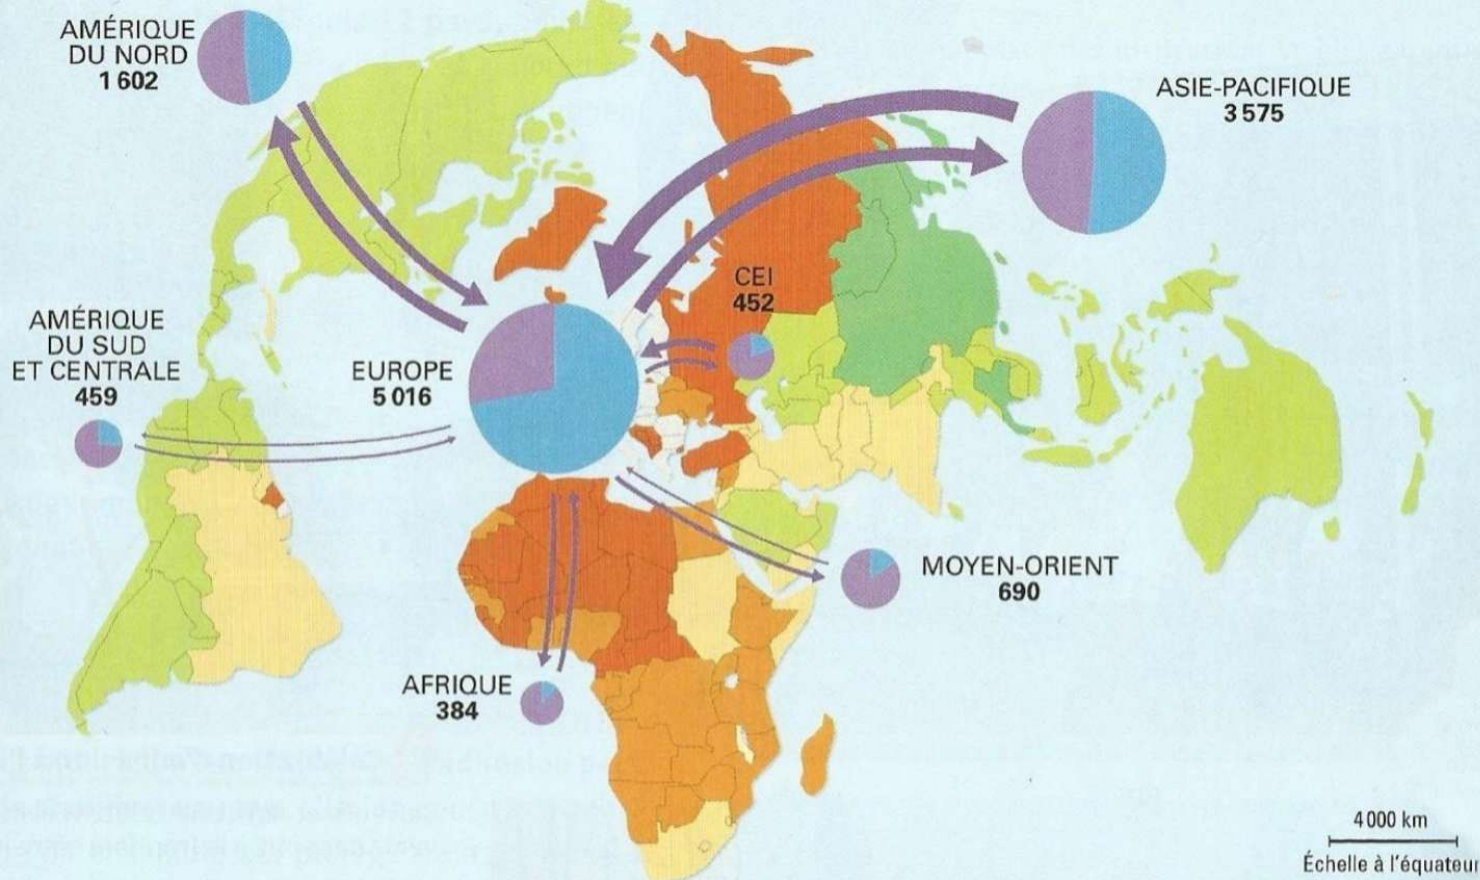 AMÉRIQUE
DU NORD
1 602
ASIE-PACIFIQUE
3 575
CEI
452
AMÉRIQUE
DU SUD
ET CENTRALE
459
EUROPE
5 016
MOYEN-ORIENT
690
AFRIQUE
384
4 000 km
Échelle à l'équateur